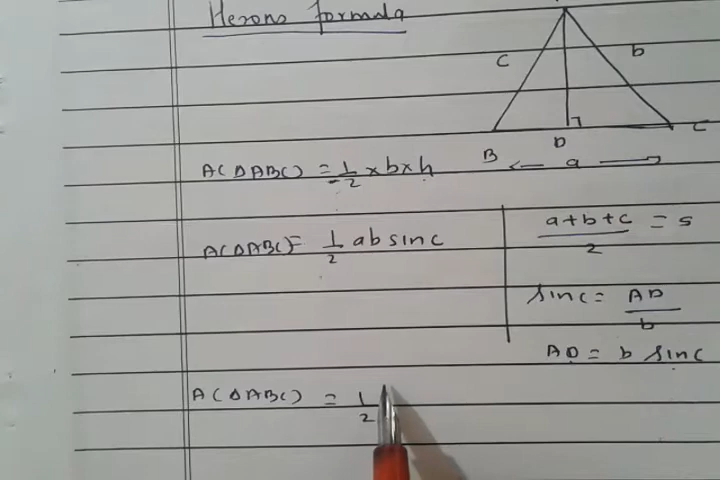 Herons formula
c
b
B
D
C
a
A(ΔABC) = 1/2 × b × h
A(ΔABC) = 1/2 ab sinc
a+b+c/2 = s
sinc = AD/b
AD = b sinc
A(ΔABC) = 1/2